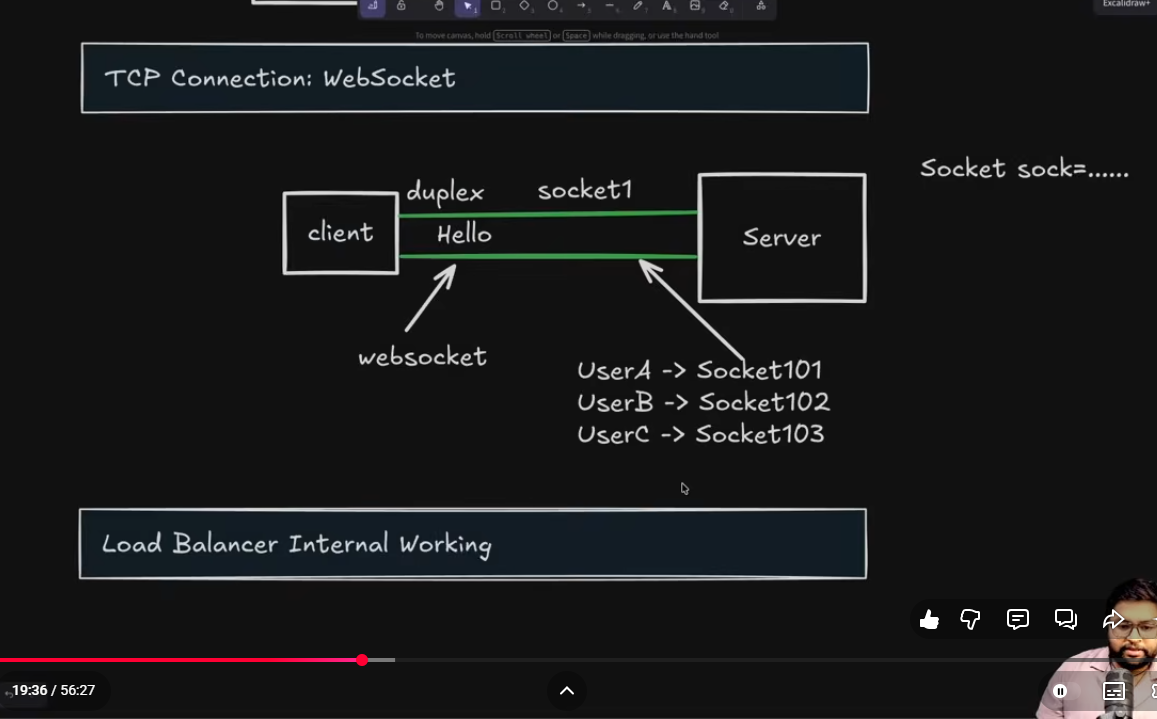 Excalidraw+
To move canvas, hold Scroll wheel or Space while dragging, or use the hand tool
TCP Connection: WebSocket
Socket sock=......
duplex
socket1
client
Hello
Server
websocket
UserA -> Socket101
UserB -> Socket102
UserC -> Socket103
Load Balancer Internal Working
19:36 / 56:27